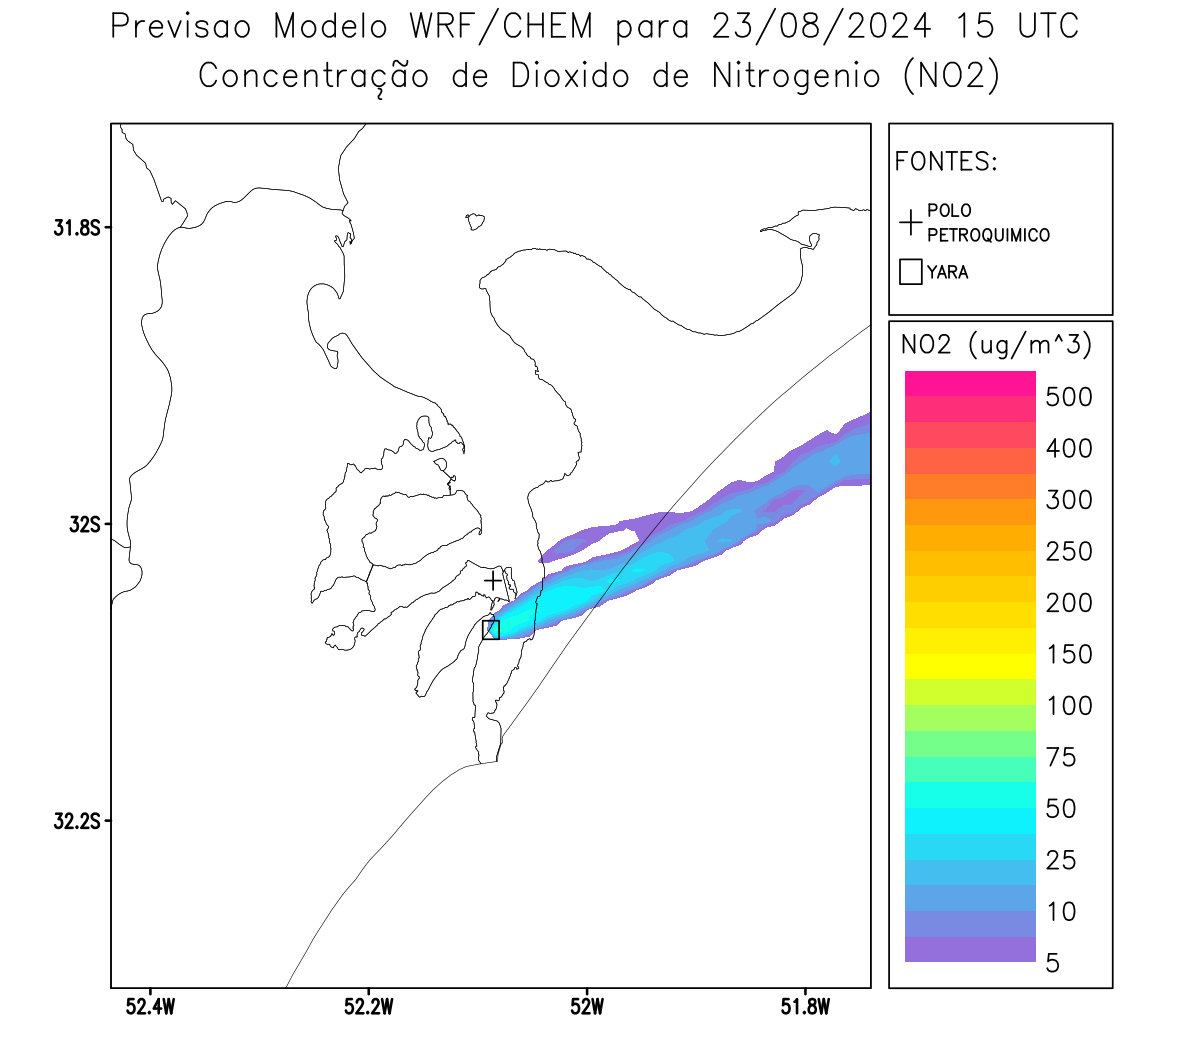 Previsao Modelo WRF/CHEM para 23/08/2024 15 UTC
Concentração de Dioxido de Nitrogenio (NO2)
FONTES:
POLO
PETROQUIMICO
YARA
31.8S
32S
32.2S
52.4W
52.2W
52W
51.8W
NO2 (ug/m^3)
500
400
300
250
200
150
100
75
50
25
10
5